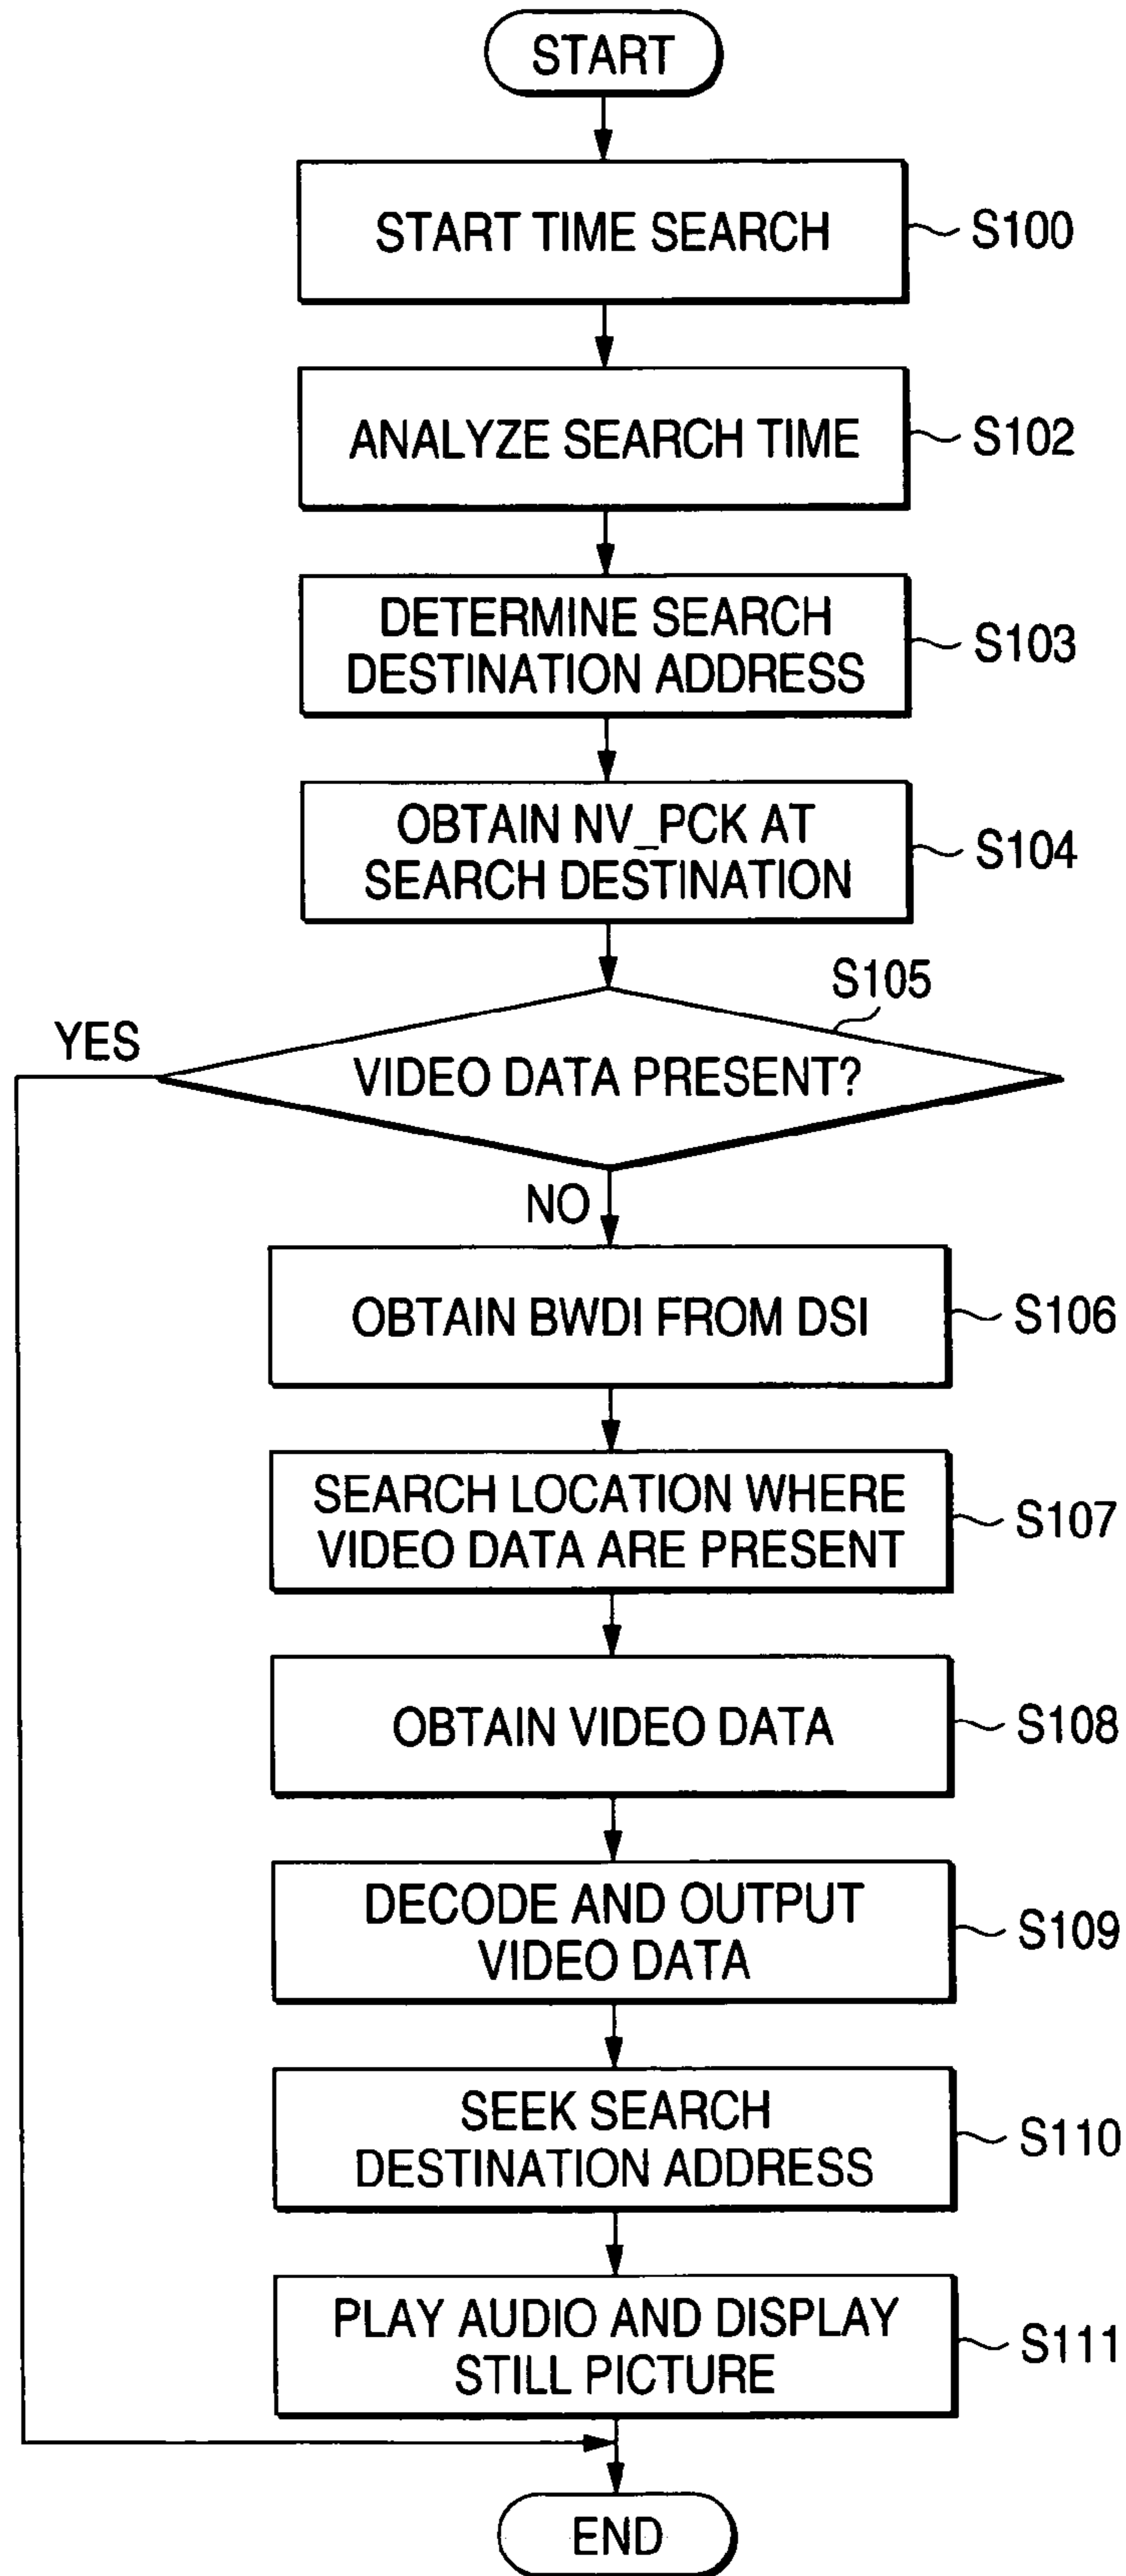 START
START TIME SEARCH
S100
ANALYZE SEARCH TIME
S102
DETERMINE SEARCH
DESTINATION ADDRESS
S103
OBTAIN NV_PCK AT
SEARCH DESTINATION
S104
S105
YES
VIDEO DATA PRESENT?
NO
OBTAIN BWDI FROM DSI
S106
SEARCH LOCATION WHERE
VIDEO DATA ARE PRESENT
S107
OBTAIN VIDEO DATA
S108
DECODE AND OUTPUT
VIDEO DATA
S109
SEEK SEARCH
DESTINATION ADDRESS
S110
PLAY AUDIO AND DISPLAY
STILL PICTURE
S111
END